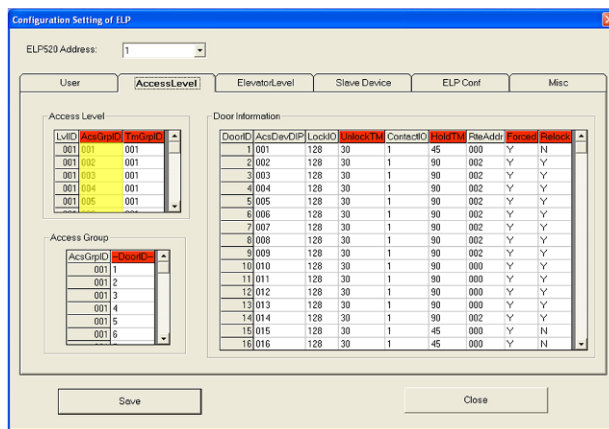 Configuration Setting of ELP
ELP520 Address: 1
User AccessLevel ElevatorLevel Slave Device ELP Conf Misc
Access Level
LvlID AcsGrpID TmGrpID
001 001 001
001 002 001
001 003 001
001 004 001
001 005 001
Access Group
AcsGrpID -DoorID-
001 1
001 2
001 3
001 4
001 5
001 6
Door Information
DoorID AcsDevDIP LockIO UnlockTM ContactIO HoldTM RteAddr Forced Relock
1 001 128 30 45 000 Y N
2 002 128 30 1 90 002 Y Y
3 003 128 30 1 90 002 Y Y
4 004 128 30 1 90 002 Y Y
5 005 128 30 1 90 002 Y Y
6 006 128 30 1 90 002 Y Y
7 007 128 30 1 90 002 Y Y
8 008 128 30 1 90 002 Y Y
9 009 128 30 1 90 002 Y Y
10 010 128 30 1 90 000 Y Y
11 011 128 30 1 90 000 Y Y
12 012 128 30 1 90 000 Y Y
13 013 128 30 1 90 000 Y Y
14 014 128 30 1 90 002 Y Y
15 015 128 30 1 45 000 Y N
16 016 128 30 1 45 000 Y N
Save Close